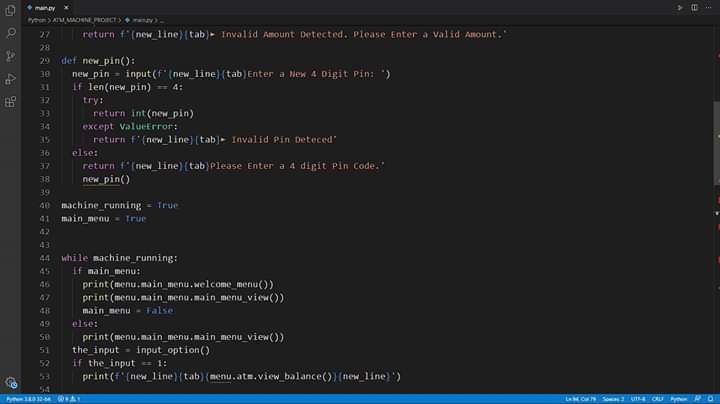 main.py
Python > ATM_MACHINE_PROJECT > main.py > ...
27 return f'{new_line}{tab}► Invalid Amount Detected. Please Enter a Valid Amount.'
28
29 def new_pin():
30 new_pin = input(f'{new_line}{tab}Enter a New 4 Digit Pin: ')
31 if len(new_pin) == 4:
32 try:
33 return int(new_pin)
34 except ValueError:
35 return f'{new_line}{tab}► Invalid Pin Deteced'
36 else:
37 return f'{new_line}{tab}Please Enter a 4 digit Pin Code.'
38 new_pin()
39
40 machine_running = True
41 main_menu = True
42
43
44 while machine_running:
45 if main_menu:
46 print(menu.main_menu.welcome_menu())
47 print(menu.main_menu.main_menu_view())
48 main_menu = False
49 else:
50 print(menu.main_menu.main_menu_view())
51 the_input = input_option()
52 if the_input == 1:
53 print(f'{new_line}{tab}{menu.atm.view_balance()}{new_line}')
54
Python 3.8.0 32-bit 8 1 Ln 94, Col 79 Spaces: 2 UTF-8 CRLF Python